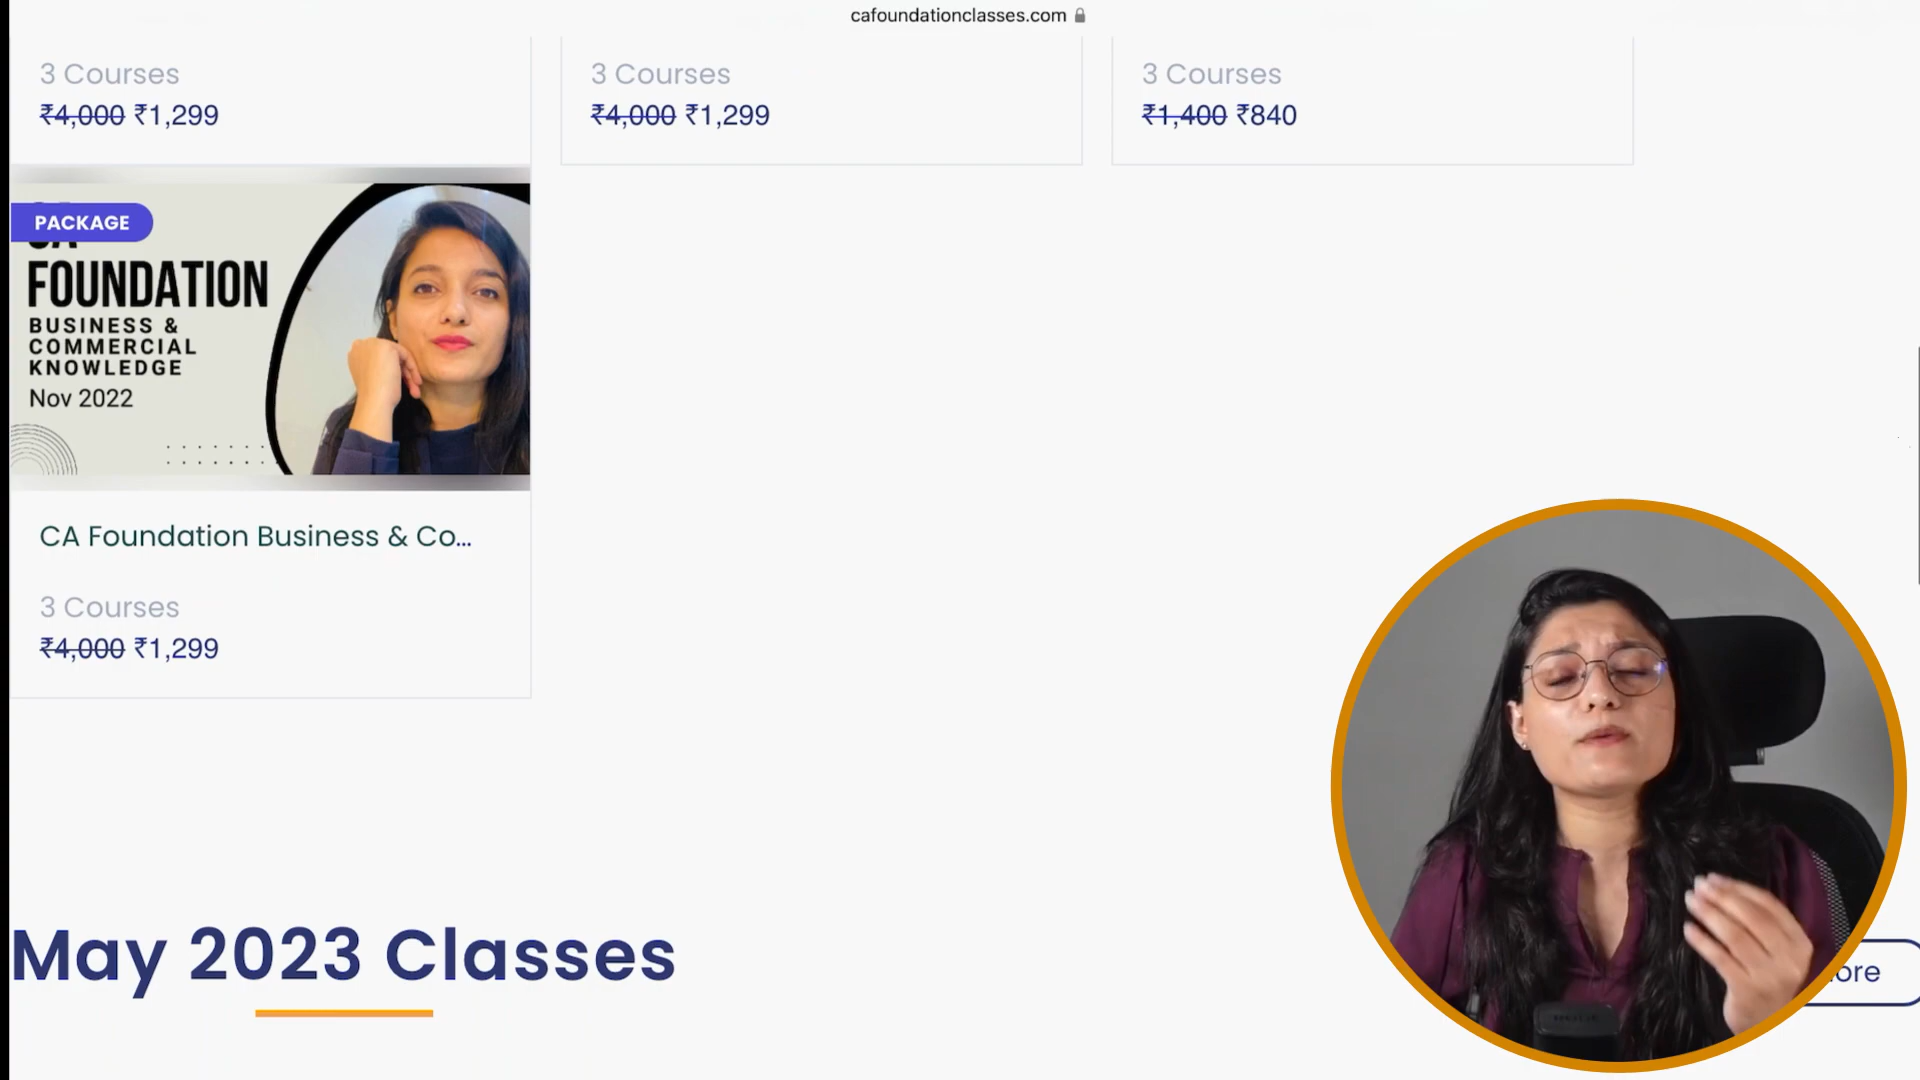 cafoundationclasses.com
3 Courses
₹4,000 ₹1,299
3 Courses
₹4,000 ₹1,299
3 Courses
₹1,400 ₹840
PACKAGE
CA
FOUNDATION
BUSINESS &
COMMERCIAL
KNOWLEDGE
Nov 2022
CA Foundation Business & Co...
3 Courses
₹4,000 ₹1,299
May 2023 Classes